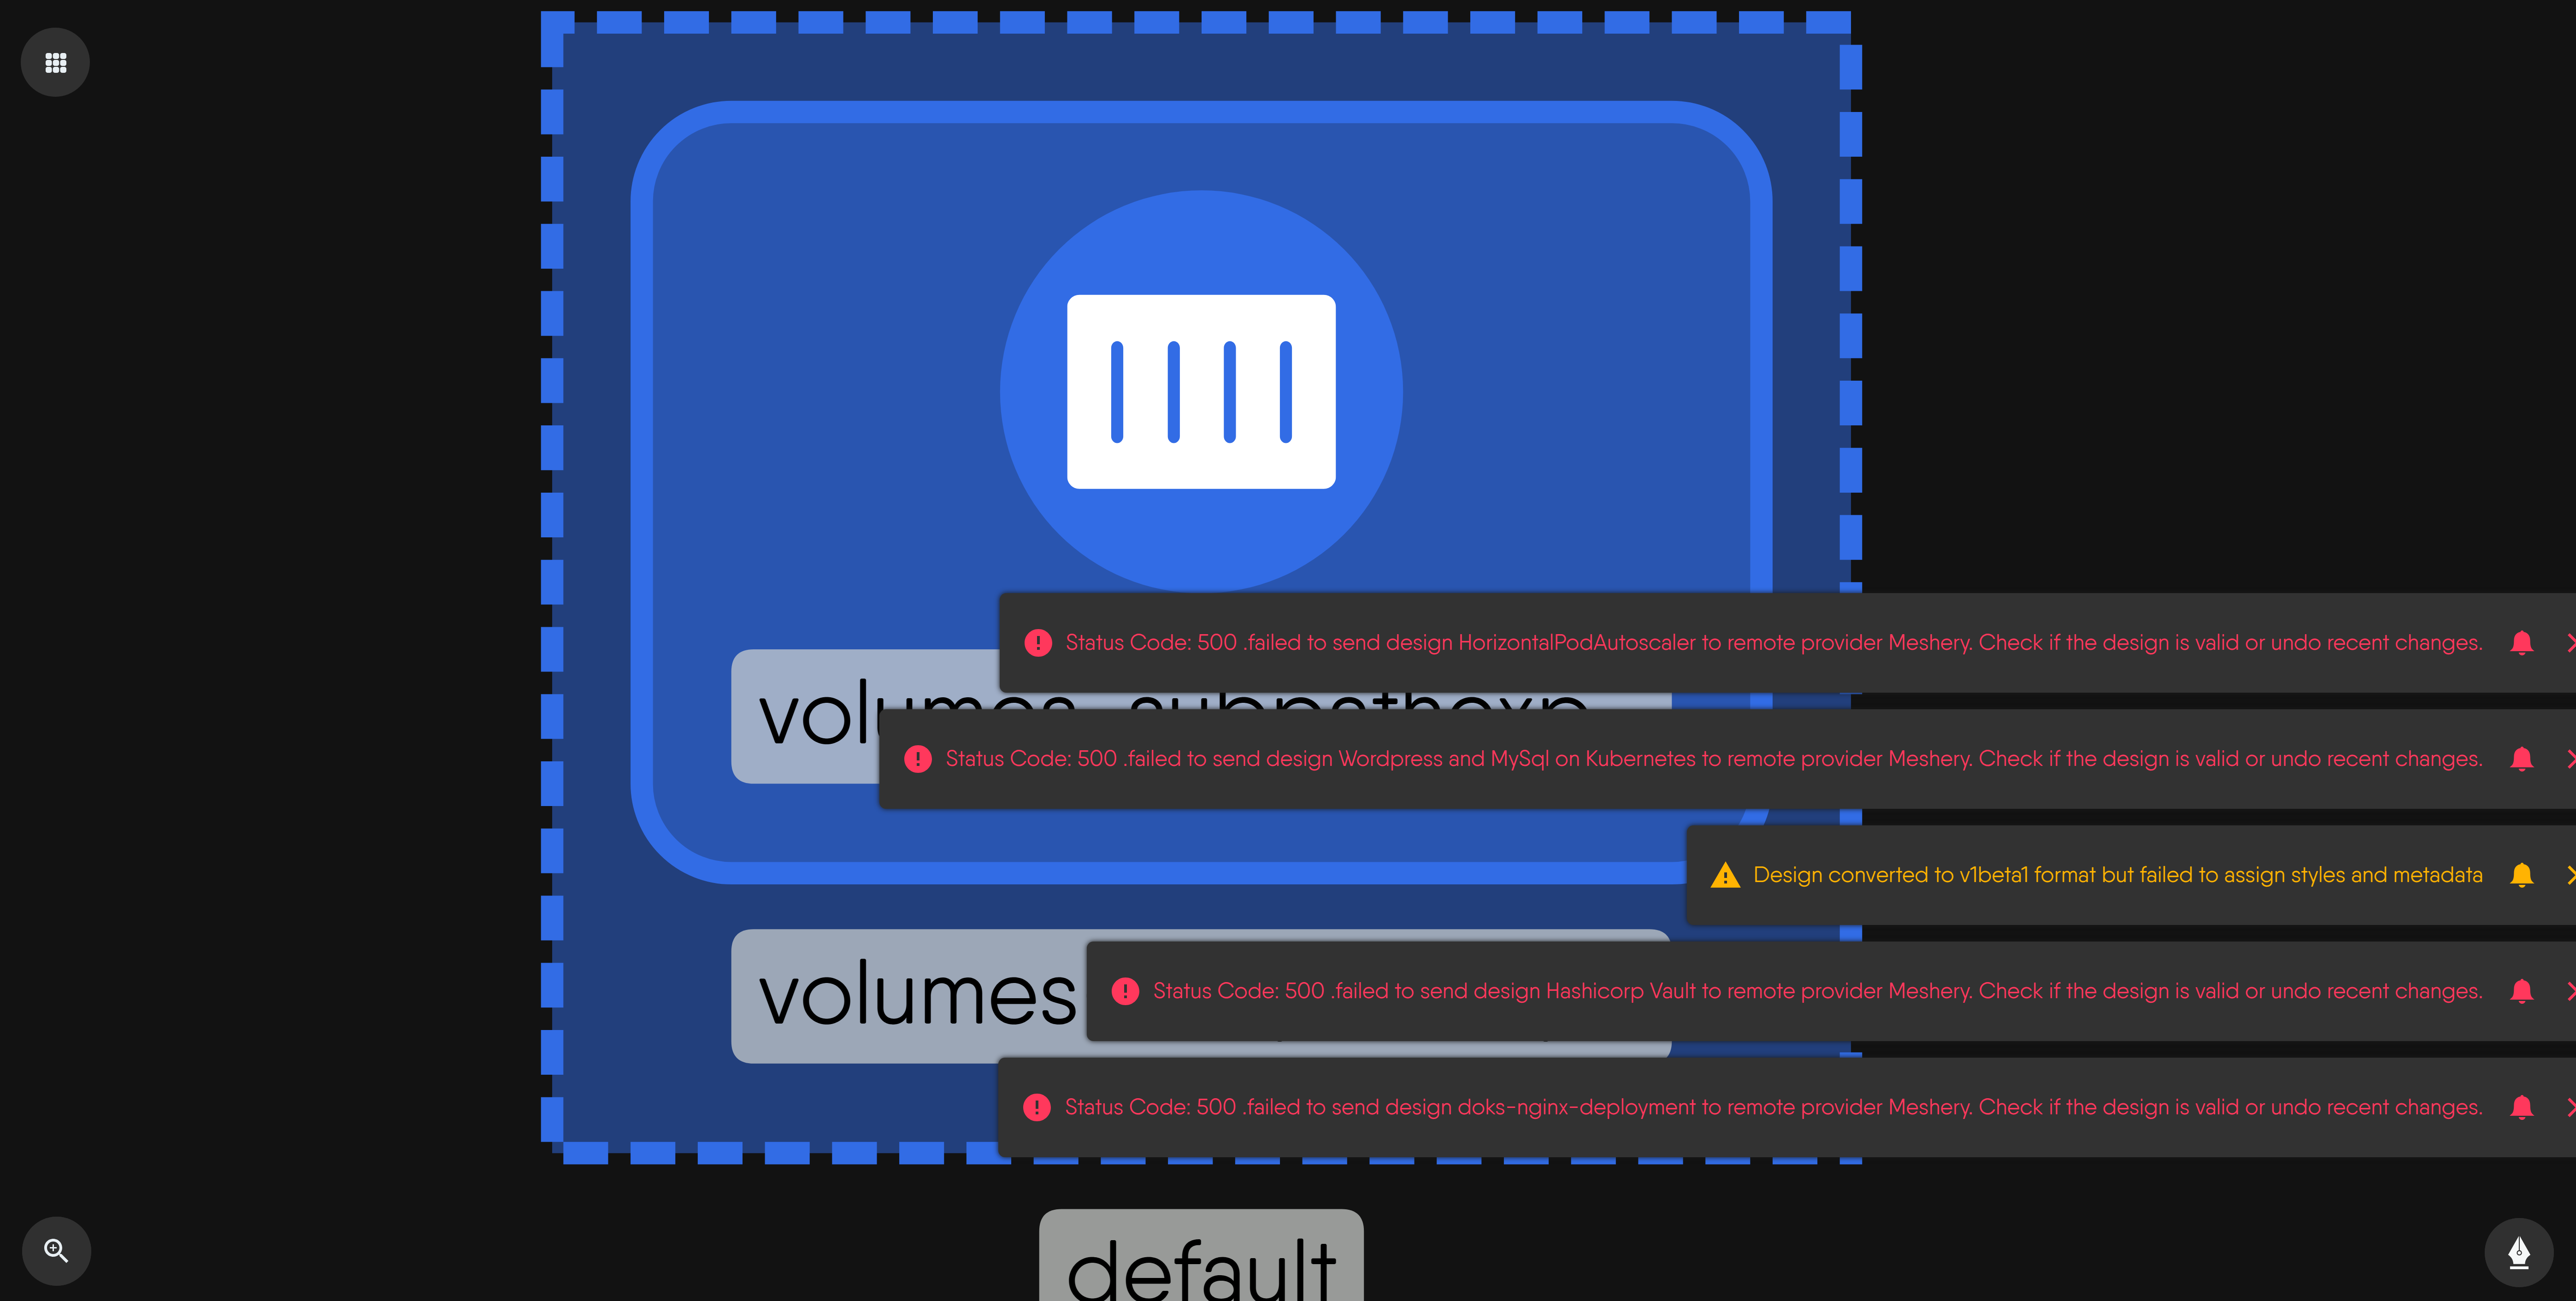 Status Code: 500 .failed to send design HorizontalPodAutoscaler to remote provider Meshery. Check if the design is valid or undo recent changes.
Status Code: 500 .failed to send design Wordpress and MySql on Kubernetes to remote provider Meshery. Check if the design is valid or undo recent changes.
Design converted to v1beta1 format but failed to assign styles and metadata
volumes
Status Code: 500 .failed to send design Hashicorp Vault to remote provider Meshery. Check if the design is valid or undo recent changes.
Status Code: 500 .failed to send design doks-nginx-deployment to remote provider Meshery. Check if the design is valid or undo recent changes.
default